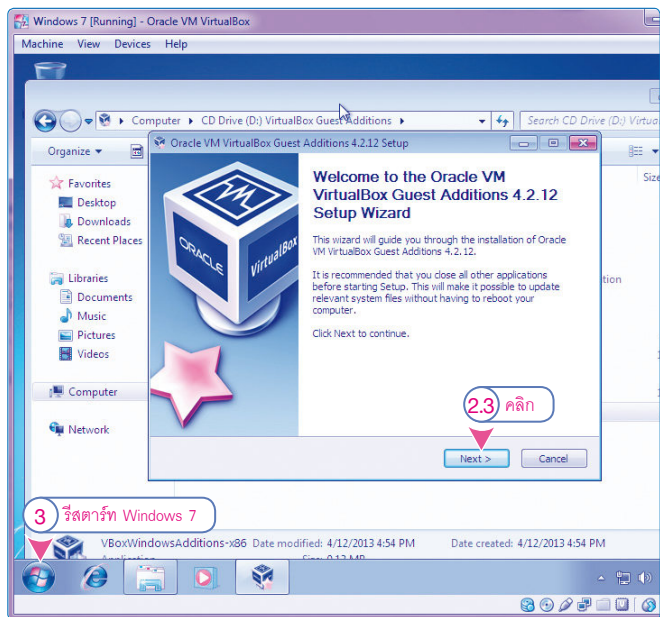 Windows 7 [Running] - Oracle VM VirtualBox
Machine View Devices Help
Computer CD Drive (D:) VirtualBox Guest Additions
Search CD Drive (D:) Virtua
Organize
Size
Favorites
Desktop
Downloads
Recent Places
Libraries
Documents
Music
Pictures
Videos
Computer
Network
Oracle VM VirtualBox Guest Additions 4.2.12 Setup
ORACLE
VirtualBox
Welcome to the Oracle VM
VirtualBox Guest Additions 4.2.12
Setup Wizard
This wizard will guide you through the installation of Oracle
VM VirtualBox Guest Additions 4.2.12.
It is recommended that you close all other applications
before starting Setup. This will make it possible to update
relevant system files without having to reboot your
computer.
Click Next to continue.
tion
2.3 คลิก
Next > Cancel
3 รีสตาร์ท Windows 7
VBoxWindowsAdditions-x86 Date modified: 4/12/2013 4:54 PM Date created: 4/12/2013 4:54 PM